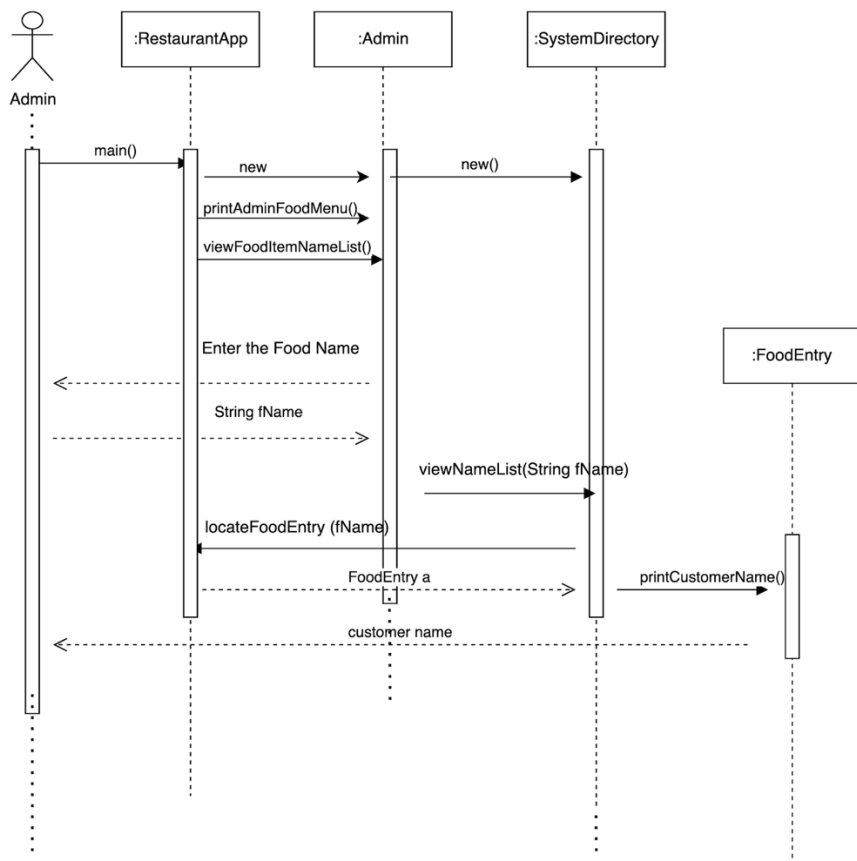 :RestaurantApp
:Admin
:SystemDirectory
Admin
main()
new
new()
printAdminFoodMenu()
viewFoodItemNameList()
Enter the Food Name
:FoodEntry
String fName
viewNameList(String fName)
locateFoodEntry (fName)
FoodEntry a
printCustomerName()
customer name